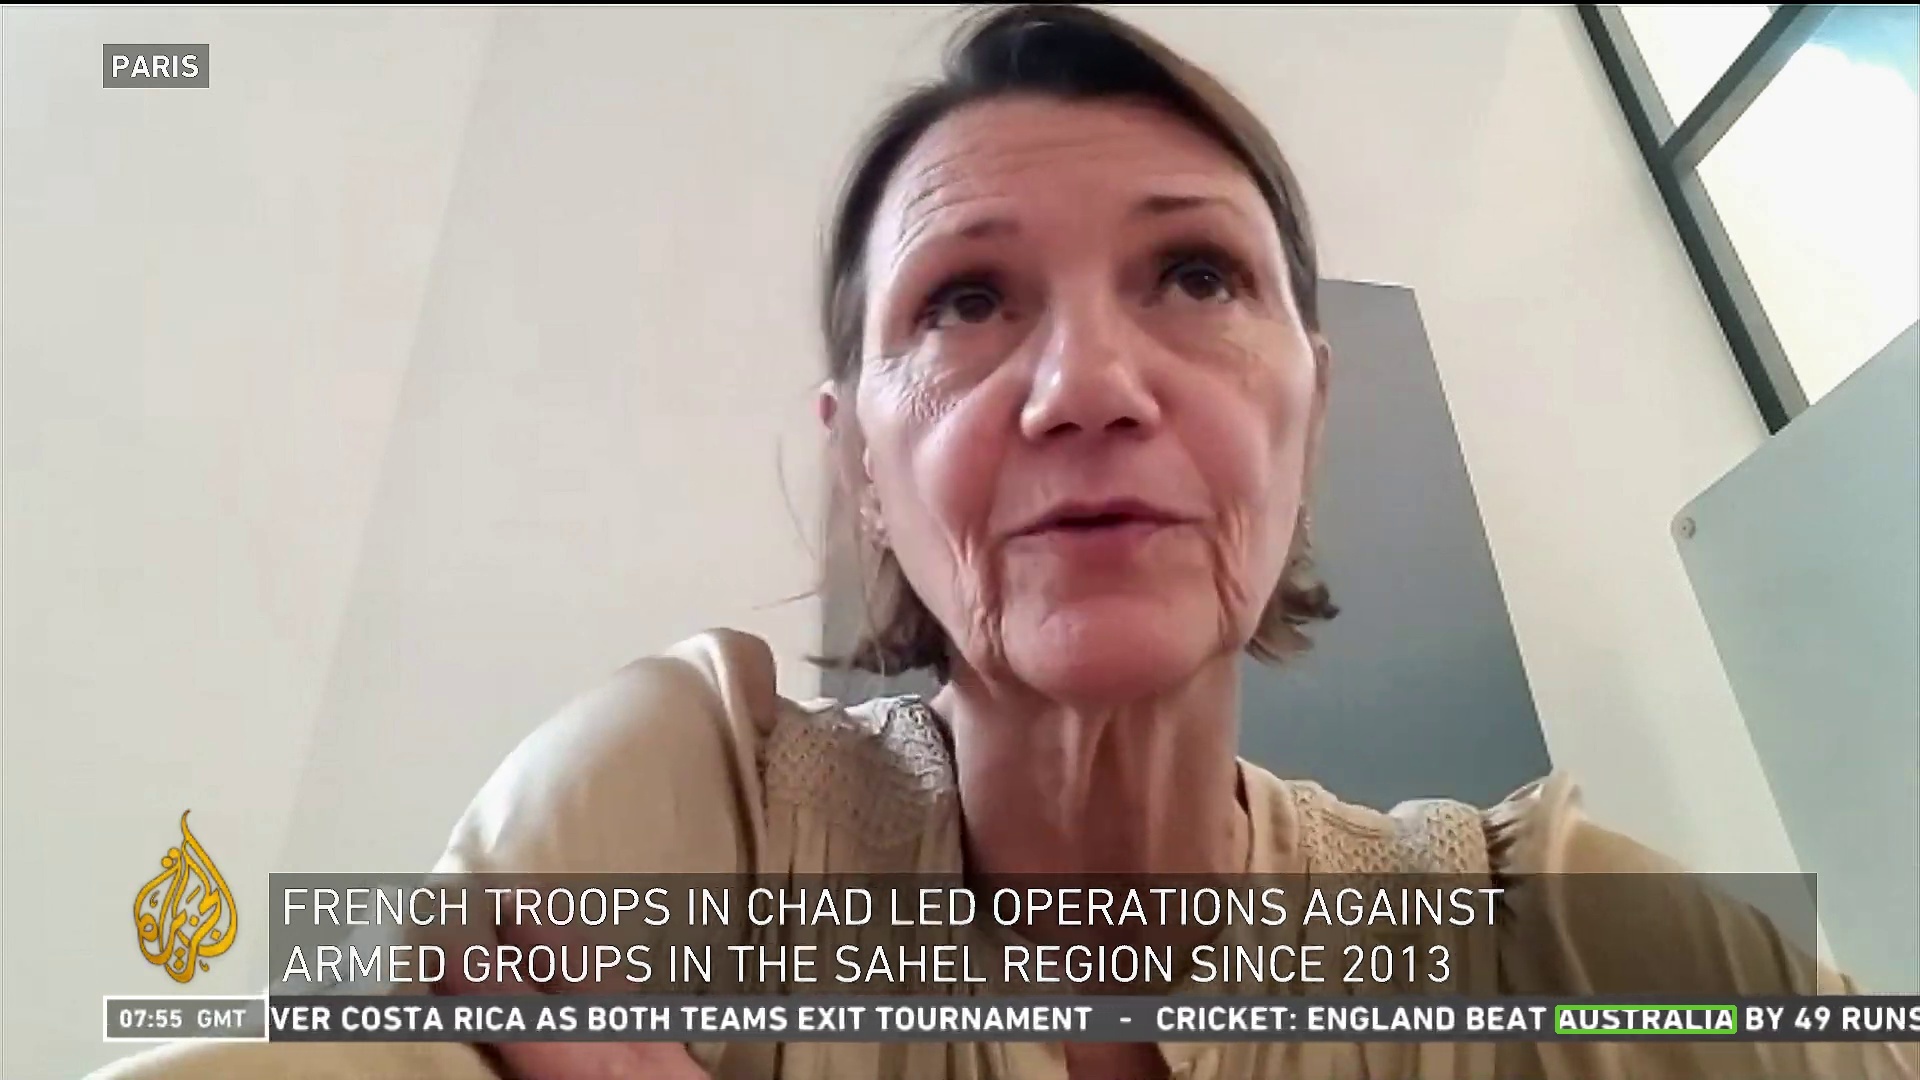 PARIS
FRENCH TROOPS IN CHAD LED OPERATIONS AGAINST
ARMED GROUPS IN THE SAHEL REGION SINCE 2013
07:55 GMT
VER COSTA RICA AS BOTH TEAMS EXIT TOURNAMENT - CRICKET: ENGLAND BEAT AUSTRALIA BY 49 RUNS